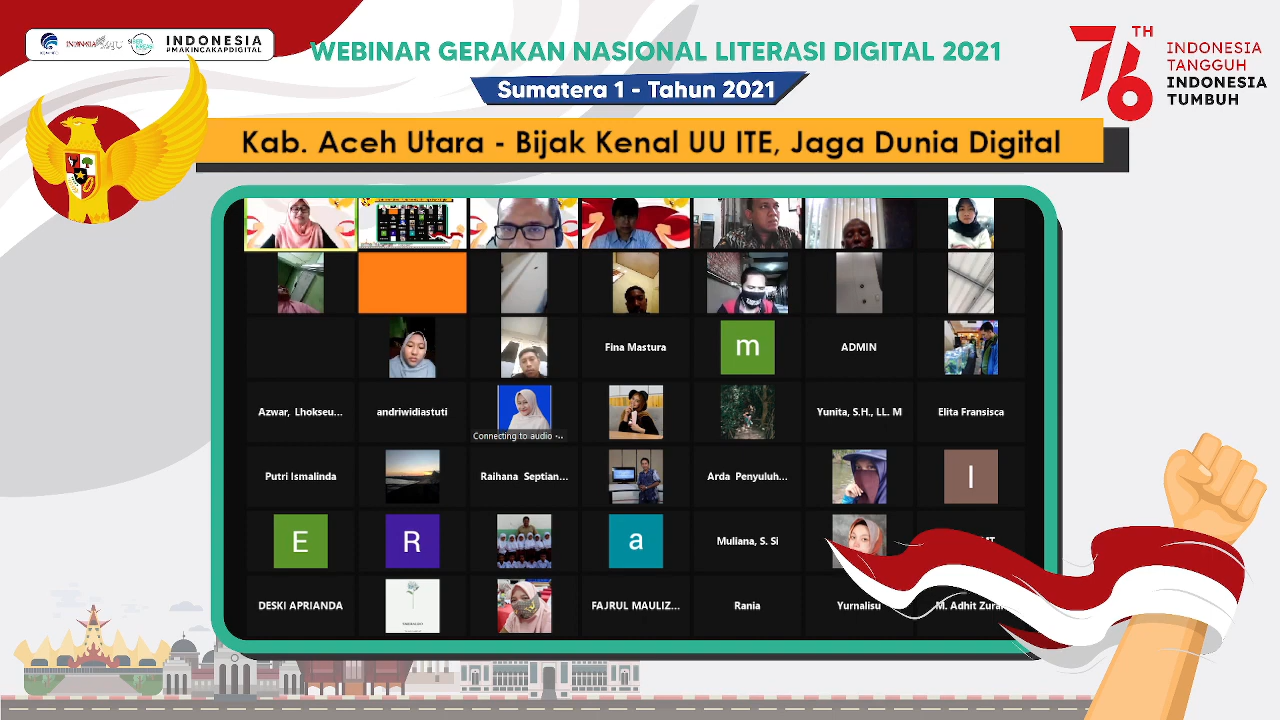 INDONESIA
#MAKINCAKAPDIGITAL
WEBINAR GERAKAN NASIONAL LITERASI DIGITAL 2021
Sumatera 1 - Tahun 2021
76TH
INDONESIA
TANGGUH
INDONESIA
TUMBUH
Kab. Aceh Utara - Bijak Kenal UU ITE, Jaga Dunia Digital
Fina Mastura
m
ADMIN
Azwar, Lhokseu...
andriwidiastuti
Connecting to audio ...
Yunita, S.H., LL. M
Elita Fransisca
Putri Ismalinda
Raihana Septian...
Arda Penyuluh...
I
E
R
a
Muliana, S. Si
DESKI APRIANDA
FAJRUL MAULIZ...
Rania
Yurnalisu
M. Adhit Zura